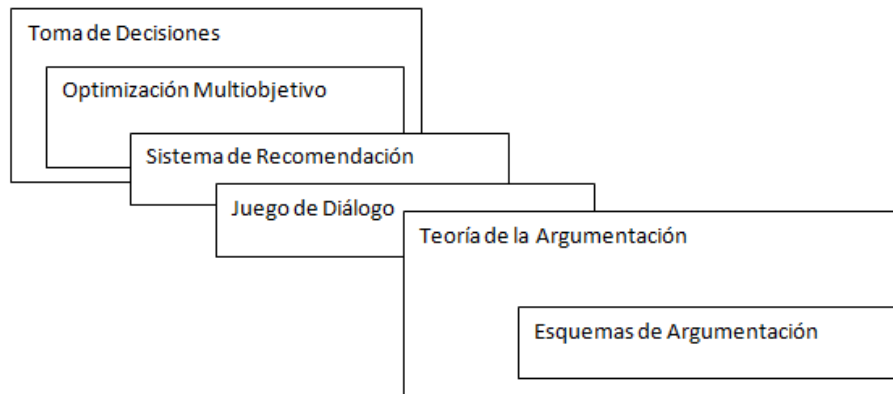 Toma de Decisiones
Optimización Multiobjetivo
Sistema de Recomendación
Juego de Diálogo
Teoría de la Argumentación
Esquemas de Argumentación